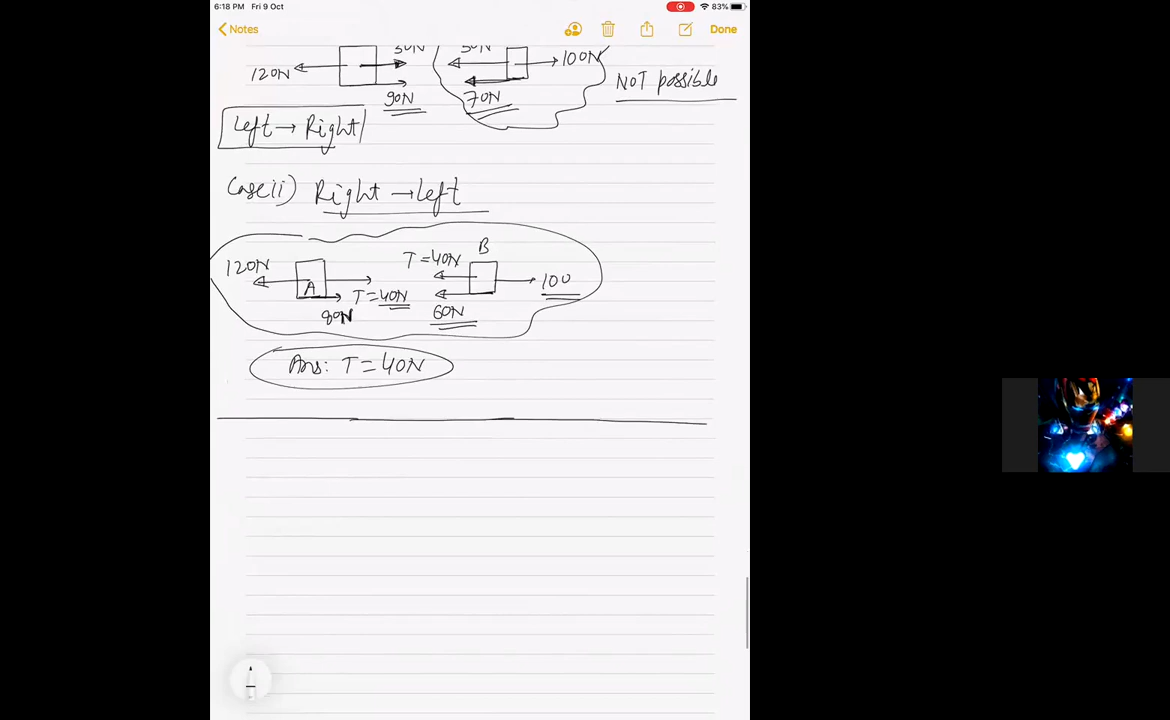 6:18 PM Fri 9 Oct
83%
Notes
Done
120N
90N
70N
100N
NOT possible
Left → Right
Case ii) Right → left
120N
A
T = 40N
80N
T = 40N
B
60N
100
Ans: T = 40N